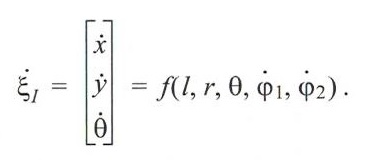 ξ̇_I = [ẋ ẏ θ̇] = f(l, r, θ, φ̇₁, φ̇₂).